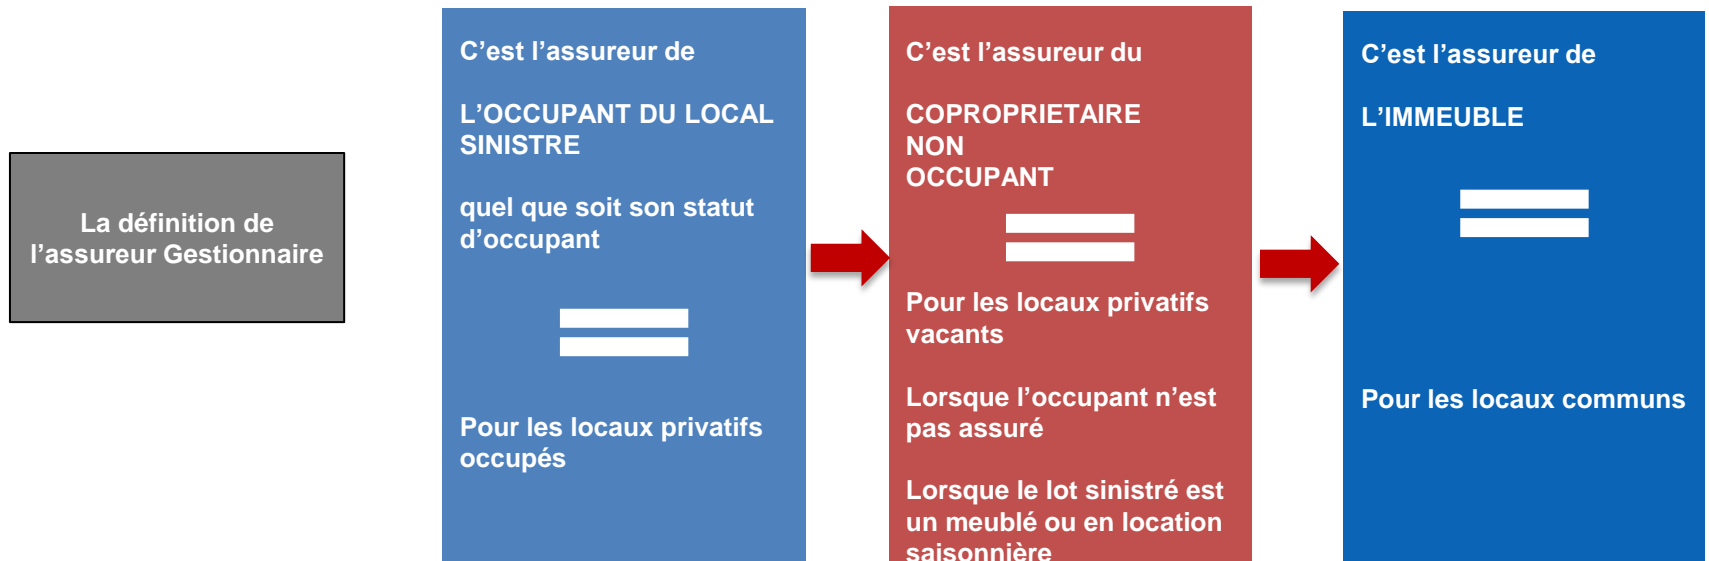 La définition de
l’assureur Gestionnaire
C’est l’assureur de
L’OCCUPANT DU LOCAL
SINISTRE
quel que soit son statut
d’occupant
Pour les locaux privatifs
occupés
C’est l’assureur du
COPROPRIETAIRE
NON
OCCUPANT
Pour les locaux privatifs
vacants
Lorsque l’occupant n’est
pas assuré
Lorsque le lot sinistré est
un meublé ou en location
saisonnière
C’est l’assureur de
L’IMMEUBLE
Pour les locaux communs